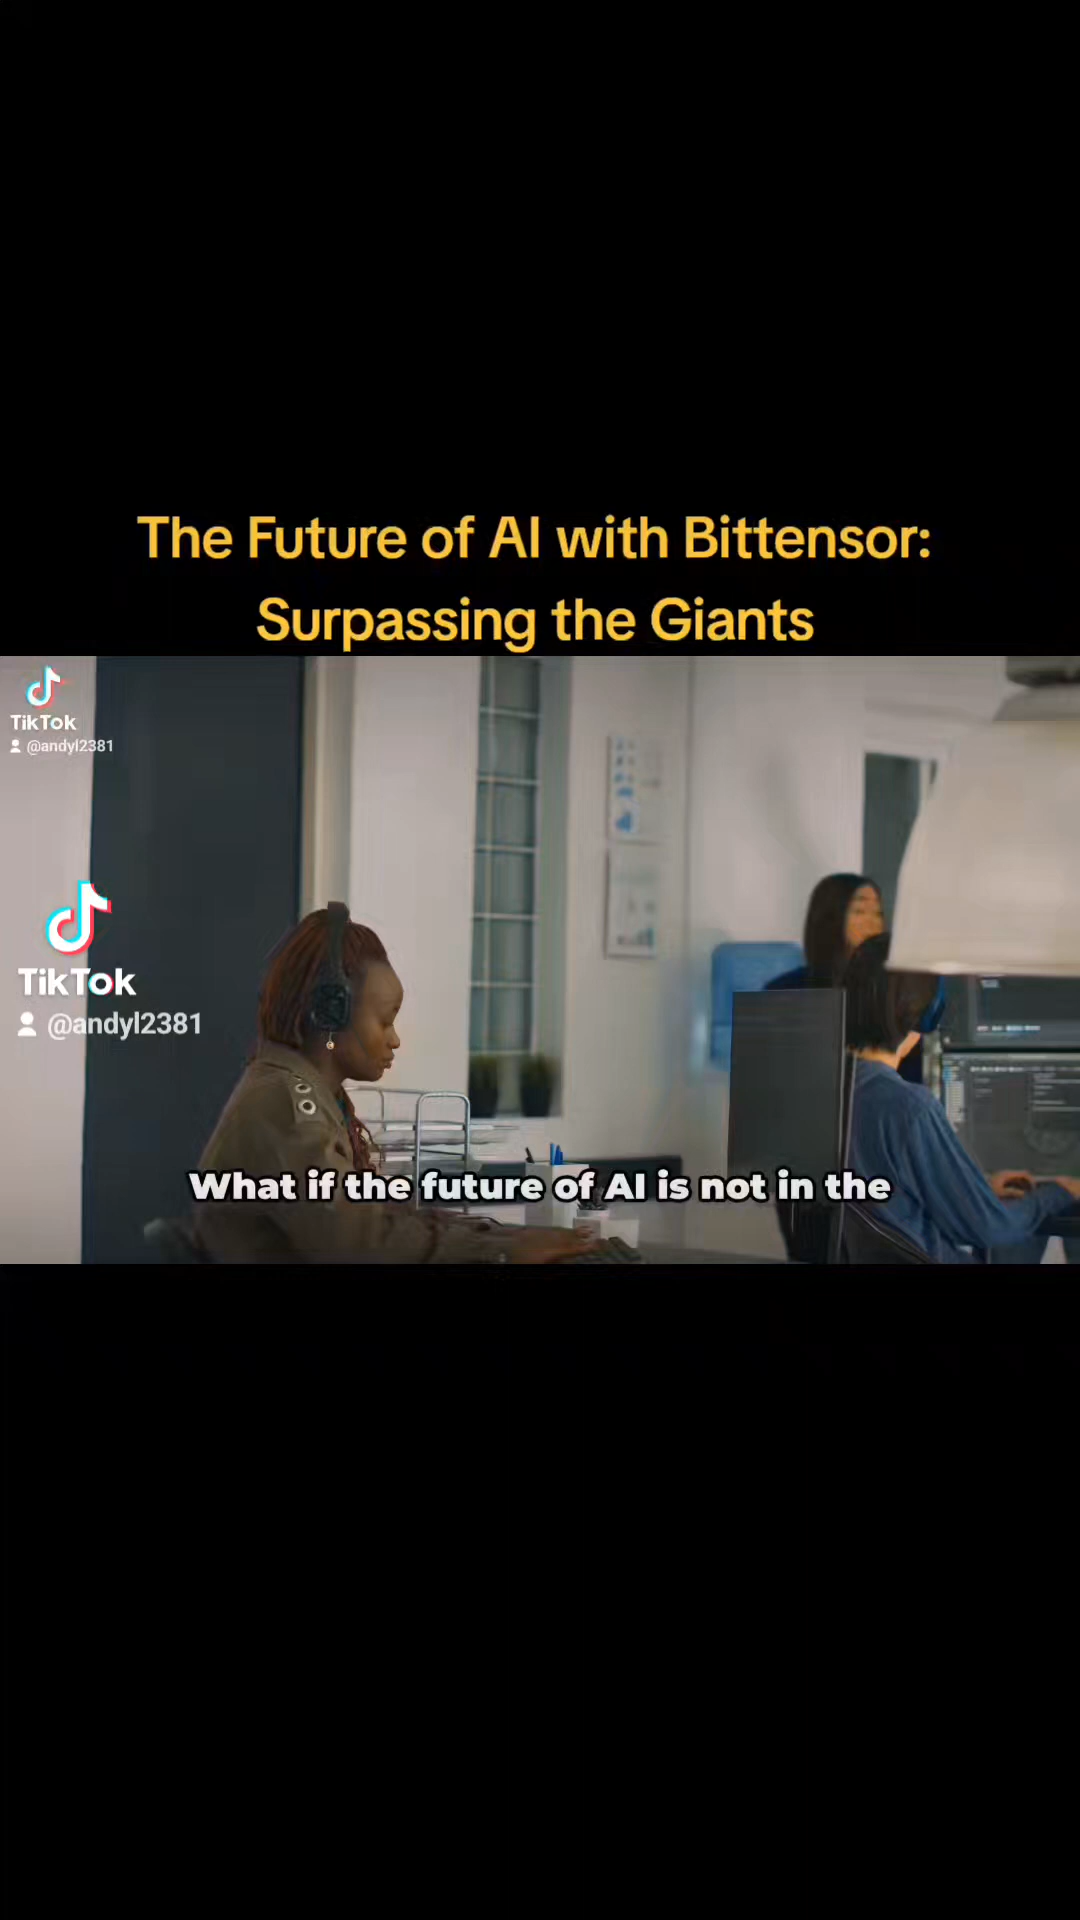 The Future of AI with Bittensor:
Surpassing the Giants
TikTok
@andyl2381
TikTok
@andyl2381
What if the future of AI is not in the